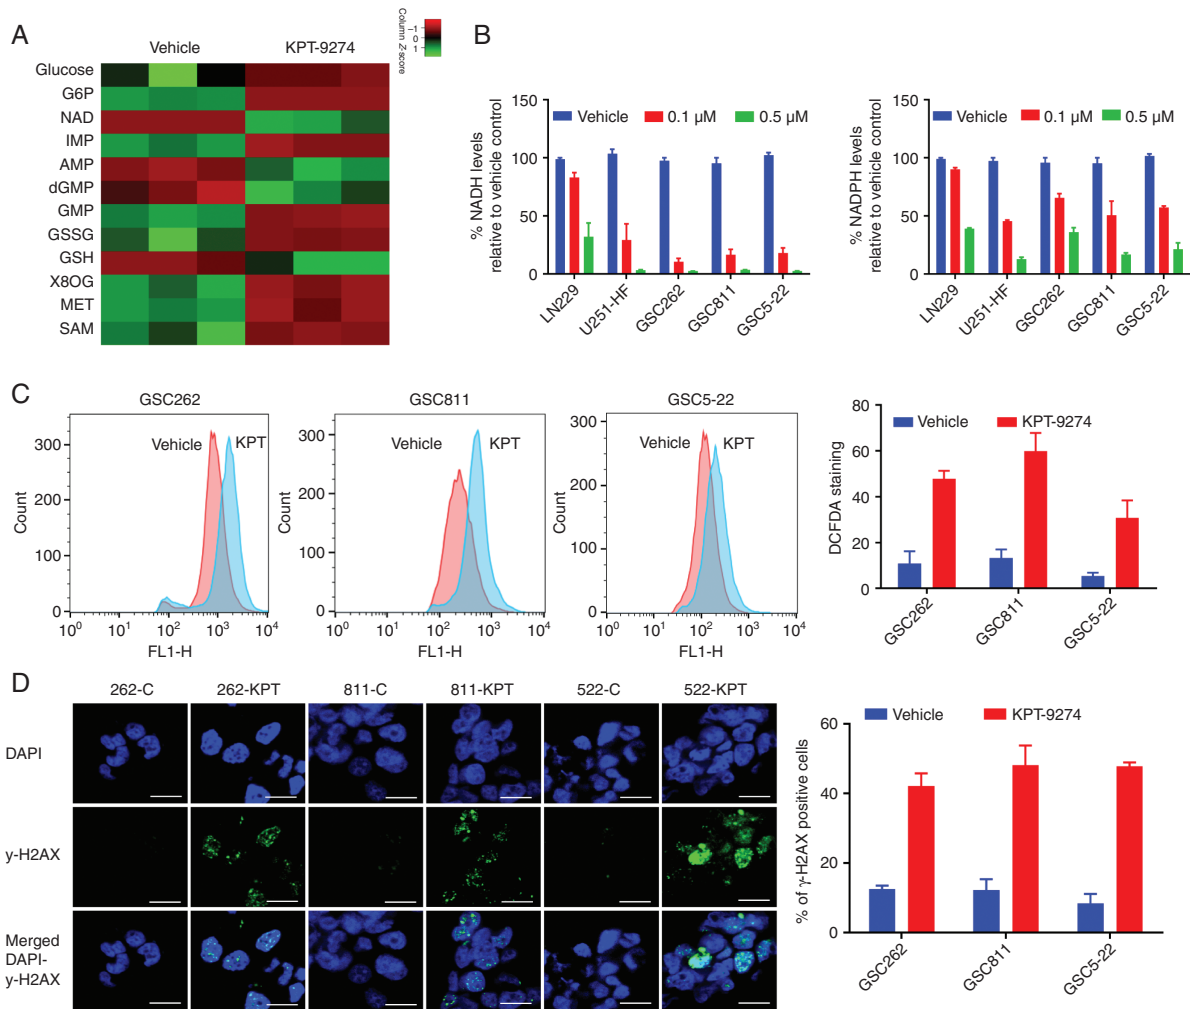 A
Vehicle
KPT-9274
Column Z-score
−1
0
1
Glucose
G6P
NAD
IMP
AMP
dGMP
GMP
GSSG
GSH
X8OG
MET
SAM
B
% NADH levels
relative to vehicle control
150
100
50
0
Vehicle
0.1 μM
0.5 μM
LN229
U251-HF
GSC262
GSC811
GSC5-22
% NADPH levels
relative to vehicle control
150
100
50
0
Vehicle
0.1 μM
0.5 μM
LN229
U251-HF
GSC262
GSC811
GSC5-22
C
GSC262
Count
300
200
100
0
Vehicle
KPT
10⁰ 10¹ 10² 10³ 10⁴
FL1-H
GSC811
Count
300
200
100
0
Vehicle
KPT
10⁰ 10¹ 10² 10³ 10⁴
FL1-H
GSC5-22
Count
300
200
100
0
Vehicle
KPT
10⁰ 10¹ 10² 10³ 10⁴
FL1-H
DCFDA staining
80
60
40
20
0
Vehicle
KPT-9274
GSC262
GSC811
GSC5-22
D
262-C
262-KPT
811-C
811-KPT
522-C
522-KPT
DAPI
y-H2AX
Merged
DAPI-
y-H2AX
% of γ-H2AX positive cells
60
40
20
0
Vehicle
KPT-9274
GSC262
GSC811
GSC5-22